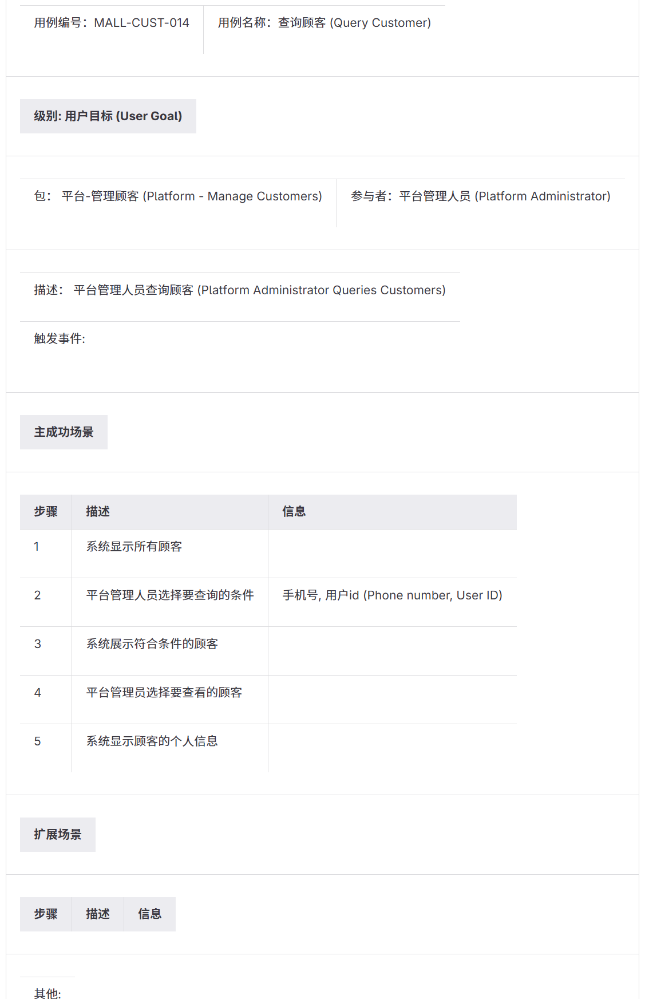 用例编号：MALL-CUST-014 用例名称：查询顾客 (Query Customer)
级别: 用户目标 (User Goal)
包： 平台-管理顾客 (Platform - Manage Customers) 参与者：平台管理人员 (Platform Administrator)
描述： 平台管理人员查询顾客 (Platform Administrator Queries Customers)
触发事件:
主成功场景
步骤 描述 信息
1 系统显示所有顾客
2 平台管理人员选择要查询的条件 手机号, 用户id (Phone number, User ID)
3 系统展示符合条件的顾客
4 平台管理员选择要查看的顾客
5 系统显示顾客的个人信息
扩展场景
步骤 描述 信息
其他: